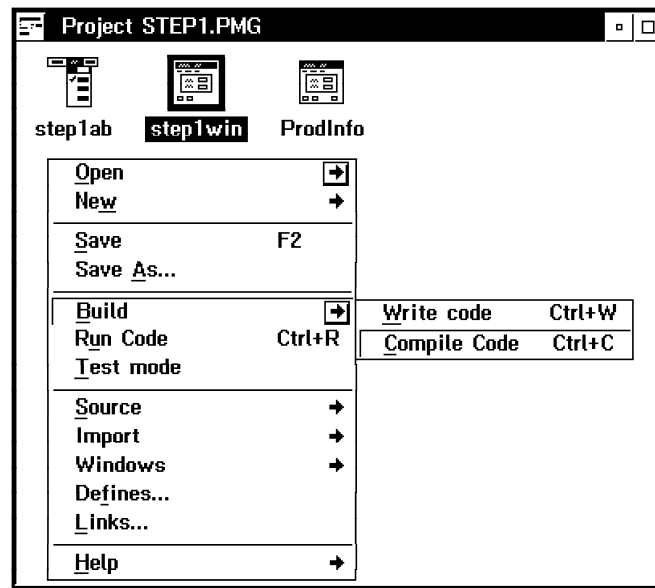 Project STEP1.PMG
step1ab step1win ProdInfo
Open
New
Save F2
Save As...
Build
Write code Ctrl+W
Run Code Ctrl+R
Compile Code Ctrl+C
Test mode
Source
Import
Windows
Defines...
Links...
Help